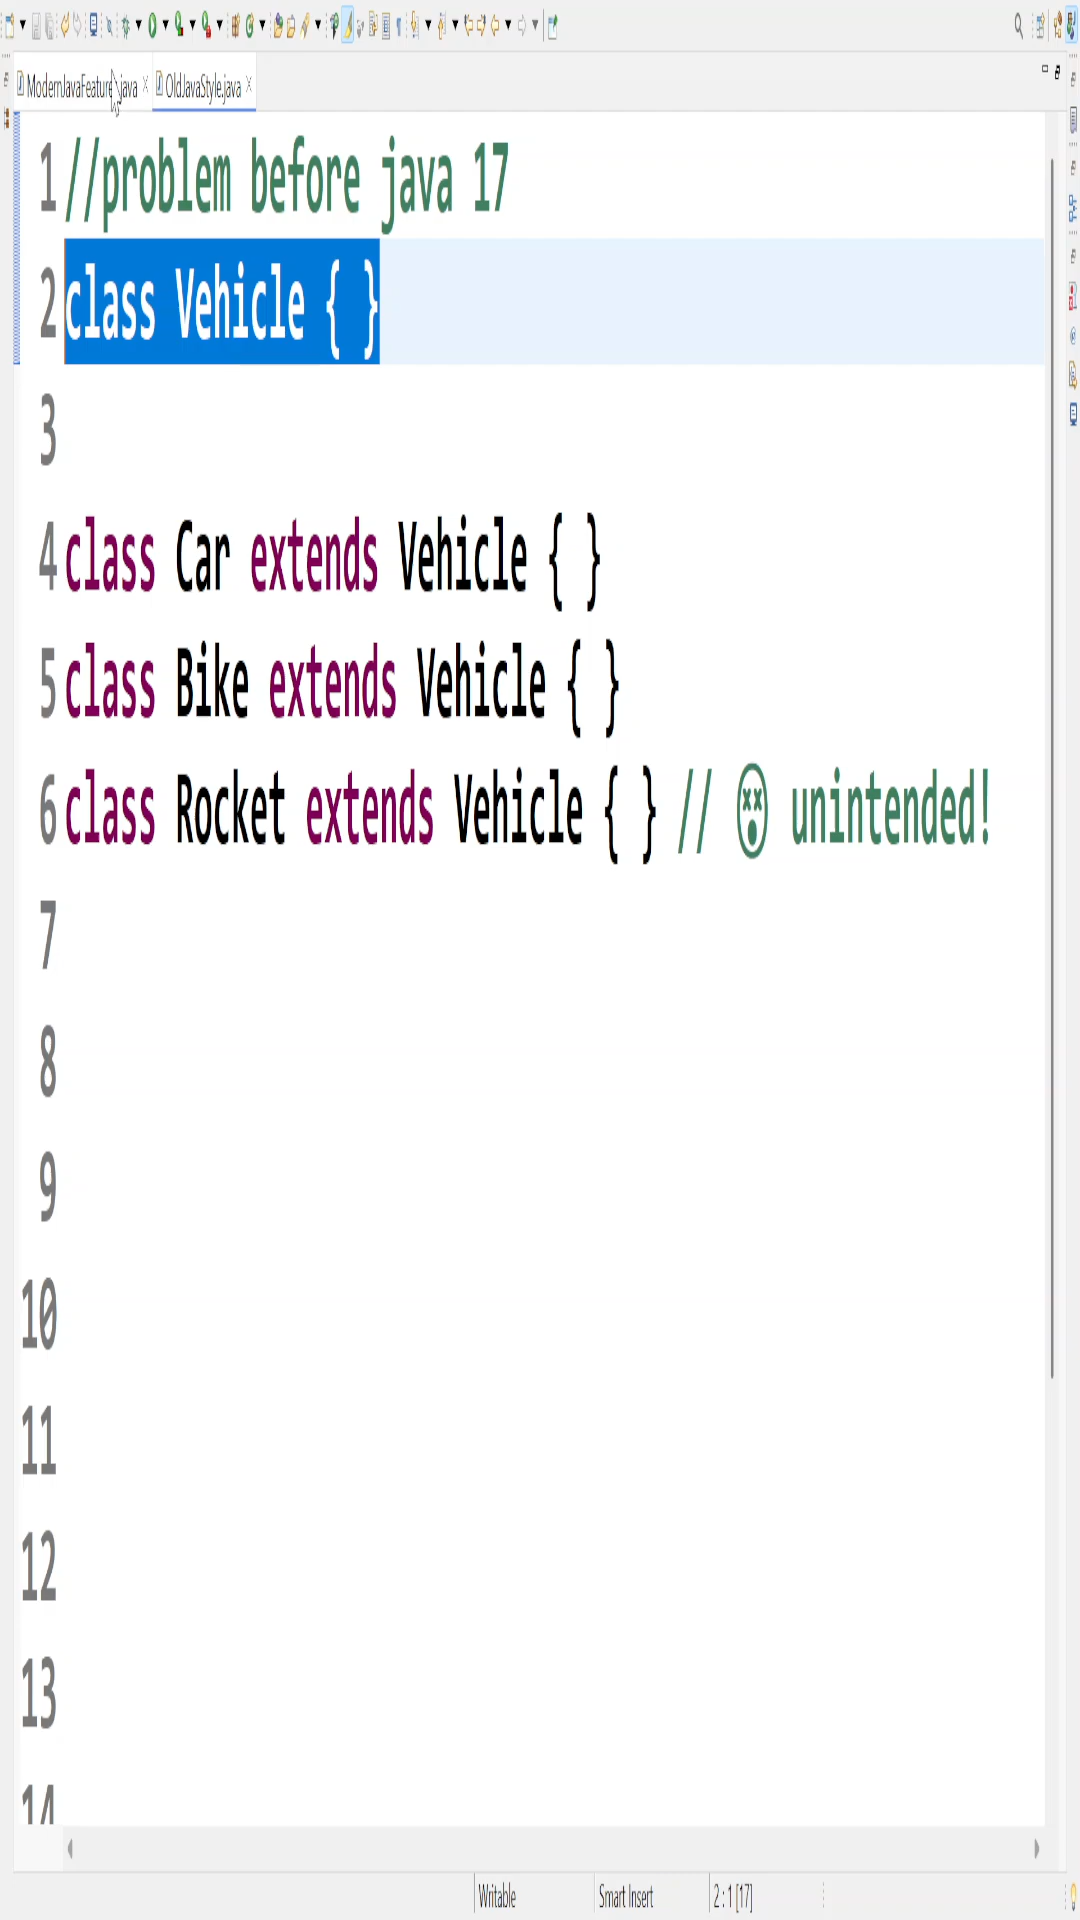 ModernJavaFeature.java
OldJavaStyle.java
1 //problem before java 17
2 class Vehicle { }
3
4 class Car extends Vehicle { }
5 class Bike extends Vehicle { }
6 class Rocket extends Vehicle { } // 😵 unintended!
7
8
9
10
11
12
13
14
Writable
Smart Insert
2 : 1 [17]